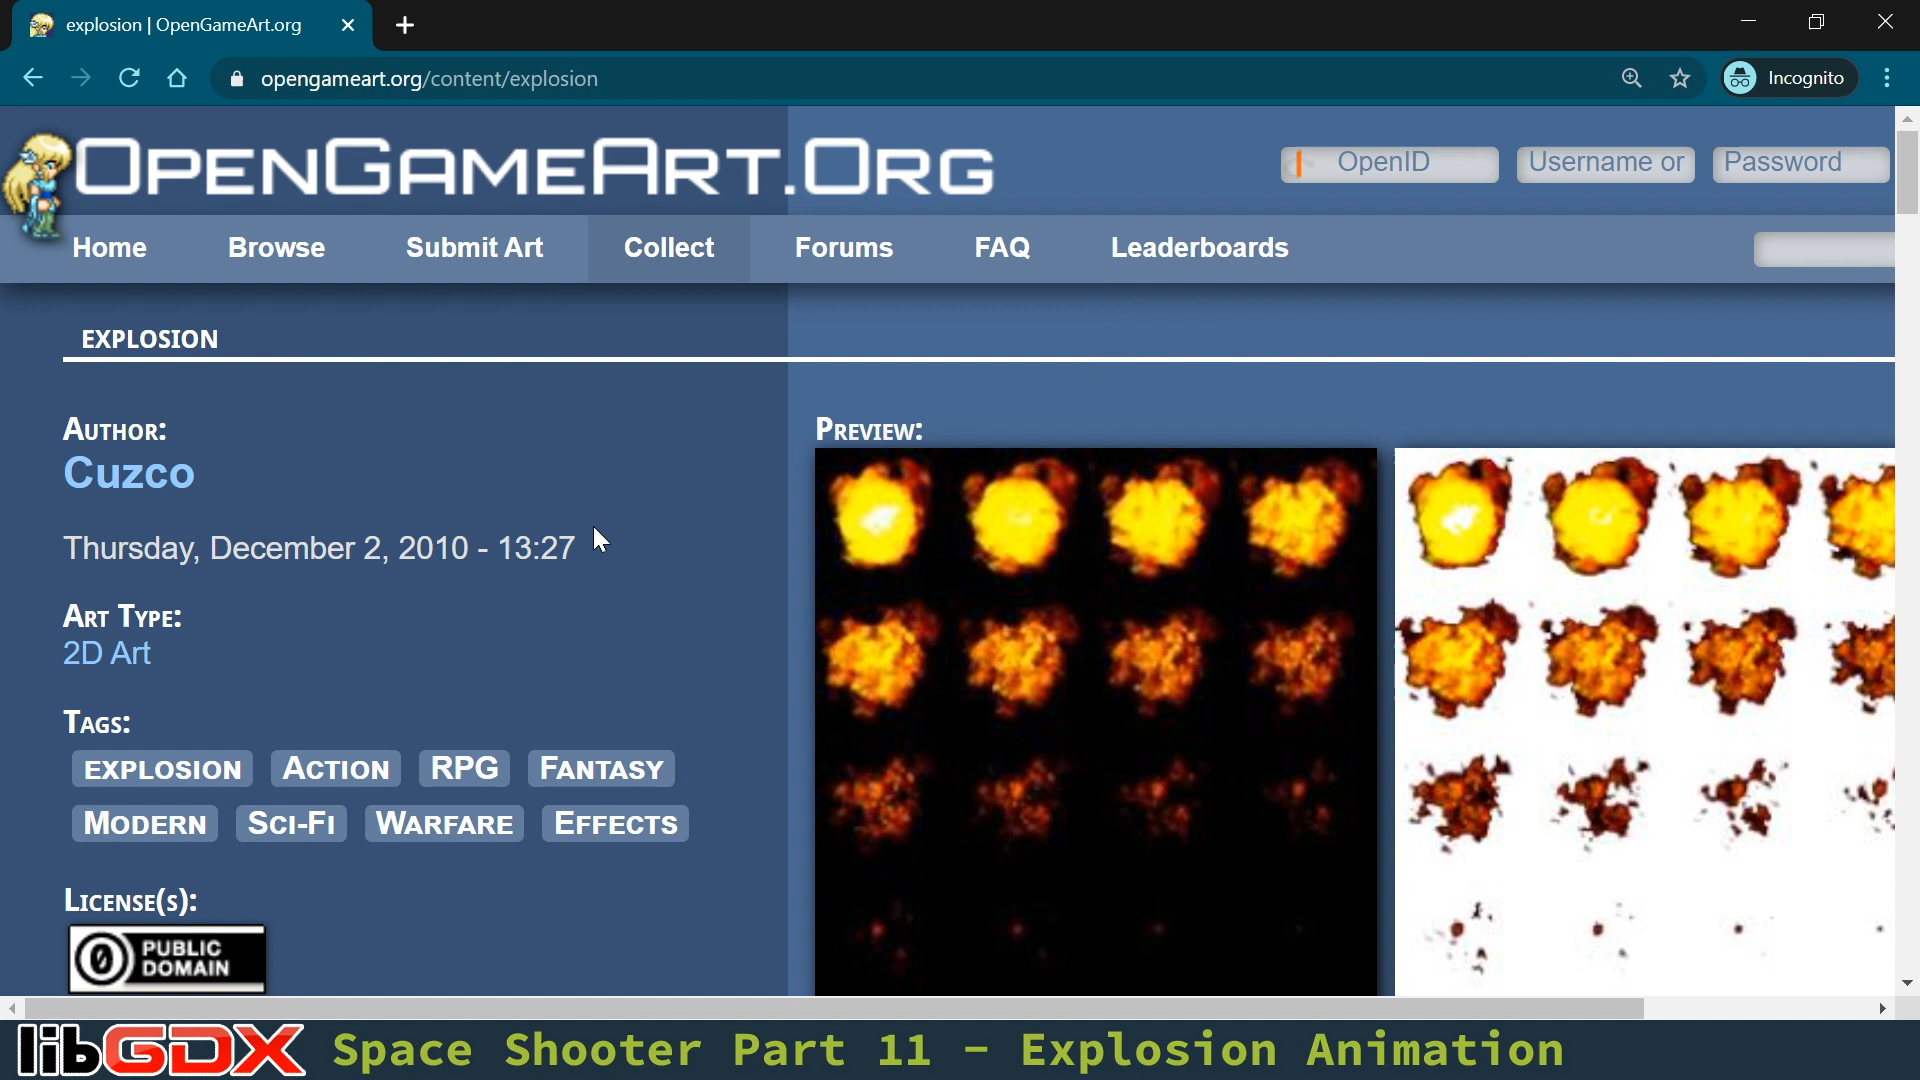 explosion | OpenGameArt.org
opengameart.org/content/explosion
Incognito
OPENGAMEART.ORG
OpenID
Username or
Password
Home
Browse
Submit Art
Collect
Forums
FAQ
Leaderboards
EXPLOSION
AUTHOR:
Cuzco
PREVIEW:
Thursday, December 2, 2010 - 13:27
ART TYPE:
2D Art
TAGS:
EXPLOSION ACTION RPG FANTASY
MODERN SCI-FI WARFARE EFFECTS
LICENSE(S):
0 PUBLIC
DOMAIN
libGDX Space Shooter Part 11 - Explosion Animation